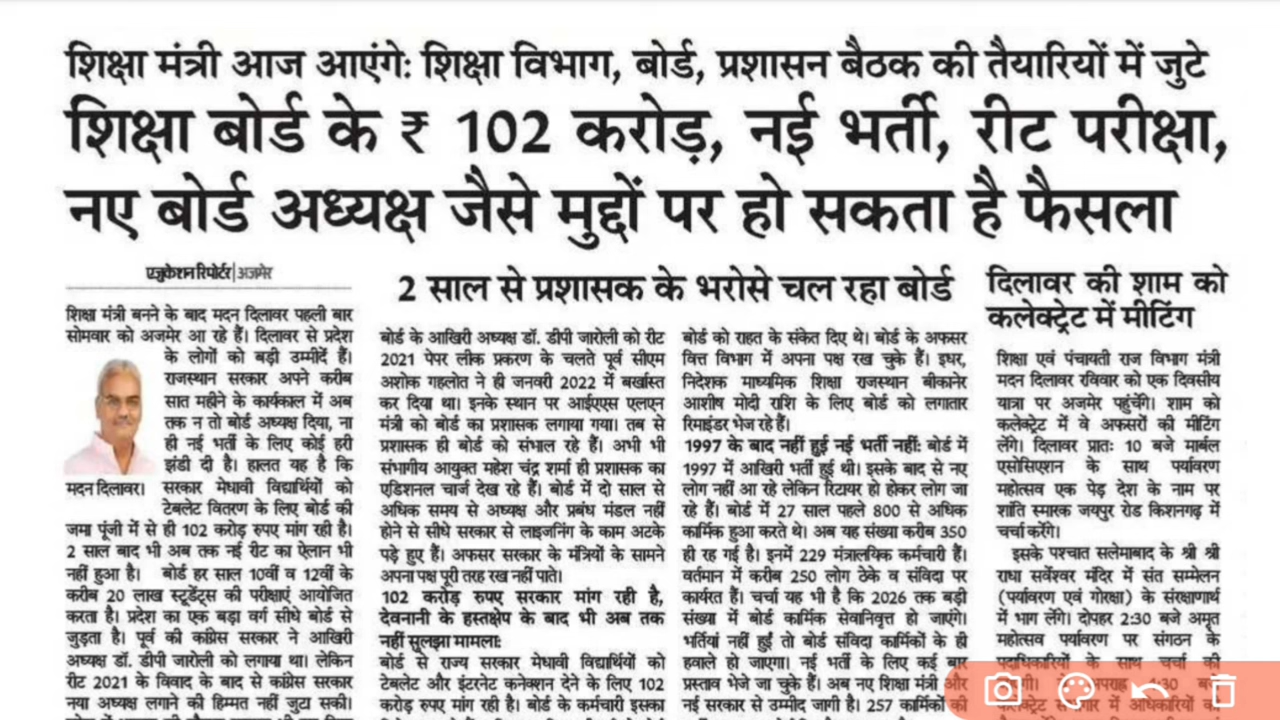 शिक्षा मंत्री आज आएंगे: शिक्षा विभाग, बोर्ड, प्रशासन बैठक की तैयारियों में जुटे
शिक्षा बोर्ड के ₹ 102 करोड़, नई भर्ती, रीट परीक्षा,
नए बोर्ड अध्यक्ष जैसे मुद्दों पर हो सकता है फैसला
एजुकेशन रिपोर्टर|अजमेर
शिक्षा मंत्री बनने के बाद मदन दिलावर पहली बार
सोमवार को अजमेर आ रहे हैं। दिलावर से प्रदेश
के लोगों को बड़ी उम्मीदें हैं।
राजस्थान सरकार अपने करीब
सात महीने के कार्यकाल में अब
तक न तो बोर्ड अध्यक्ष दिया, ना
ही नई भर्ती के लिए कोई हरी
झंडी दी है। हालत यह है कि
मदन दिलावर।
सरकार मेधावी विद्यार्थियों को
टेबलेट वितरण के लिए बोर्ड की
जमा पूंजी में से ही 102 करोड़ रुपए मांग रही है।
2 साल बाद भी अब तक नई रीट का ऐलान भी
नहीं हुआ है। बोर्ड हर साल 10वीं व 12वीं के
करीब 20 लाख स्टूडेंट्स की परीक्षाएं आयोजित
करता है। प्रदेश का एक बड़ा वर्ग सीधे बोर्ड से
जुड़ता है। पूर्व की कांग्रेस सरकार ने आखिरी
अध्यक्ष डॉ. डीपी जारोली को लगाया था। लेकिन
रीट 2021 के विवाद के बाद से कांग्रेस सरकार
नया अध्यक्ष लगाने की हिम्मत नहीं जुटा सकी।
2 साल से प्रशासक के भरोसे चल रहा बोर्ड
बोर्ड के आखिरी अध्यक्ष डॉ. डीपी जारोली को रीट
2021 पेपर लीक प्रकरण के चलते पूर्व सीएम
अशोक गहलोत ने ही जनवरी 2022 में बर्खास्त
कर दिया था। इनके स्थान पर आईएएस एलएन
मंत्री को बोर्ड का प्रशासक लगाया गया। तब से
प्रशासक ही बोर्ड को संभाल रहे हैं। अभी भी
संभागीय आयुक्त महेश चंद्र शर्मा ही प्रशासक का
एडिशनल चार्ज देख रहे हैं। बोर्ड में दो साल से
अधिक समय से अध्यक्ष और प्रबंध मंडल नहीं
होने से सीधे सरकार से लाइजनिंग के काम अटके
पड़े हुए हैं। अफसर सरकार के मंत्रियों के सामने
अपना पक्ष पूरी तरह रख नहीं पाते।
102 करोड़ रुपए सरकार मांग रही है,
देवनानी के हस्तक्षेप के बाद भी अब तक
नहीं सुलझा मामला:
बोर्ड से राज्य सरकार मेधावी विद्यार्थियों को
टेबलेट और इंटरनेट कनेक्शन देने के लिए 102
करोड़ रुपए मांग रही है। बोर्ड के कर्मचारी इसका
बोर्ड को राहत के संकेत दिए थे। बोर्ड के अफसर
वित्त विभाग में अपना पक्ष रख चुके हैं। इधर,
निदेशक माध्यमिक शिक्षा राजस्थान बीकानेर
आशीष मोदी राशि के लिए बोर्ड को लगातार
रिमाइंडर भेज रहे हैं।
1997 के बाद नहीं हुई नई भर्ती नहीं: बोर्ड में
1997 में आखिरी भर्ती हुई थी। इसके बाद से नए
लोग नहीं आ रहे लेकिन रिटायर हो होकर लोग जा
रहे हैं। बोर्ड में 27 साल पहले 800 से अधिक
कार्मिक हुआ करते थे। अब यह संख्या करीब 350
ही रह गई है। इनमें 229 मंत्रालयिक कर्मचारी हैं।
वर्तमान में करीब 250 लोग ठेके व संविदा पर
कार्यरत हैं। चर्चा यह भी है कि 2026 तक बड़ी
संख्या में बोर्ड कार्मिक सेवानिवृत्त हो जाएंगे।
भर्तियां नहीं हुई तो बोर्ड संविदा कार्मिकों के ही
हवाले हो जाएगा। नई भर्ती के लिए कई बार
प्रस्ताव भेजे जा चुके हैं। अब नए शिक्षा मंत्री और
नई सरकार से उम्मीद जागी है। 257 कार्मिकों की
दिलावर की शाम को
कलेक्ट्रेट में मीटिंग
शिक्षा एवं पंचायती राज विभाग मंत्री
मदन दिलावर रविवार को एक दिवसीय
यात्रा पर अजमेर पहुंचेंगे। शाम को
कलेक्ट्रेट में वे अफसरों की मीटिंग
लेंगे। दिलावर प्रातः 10 बजे मार्बल
एसोसिएशन के साथ पर्यावरण
महोत्सव एक पेड़ देश के नाम पर
शांति स्मारक जयपुर रोड किशनगढ़ में
चर्चा करेंगे।
इसके पश्चात सलेमाबाद के श्री श्री
राधा सर्वेश्वर मंदिर में संत सम्मेलन
(पर्यावरण एवं गोरक्षा) के संरक्षणार्थ
में भाग लेंगे। दोपहर 2:30 बजे अमृत
महोत्सव पर्यावरण पर संगठन के
पदाधिकारियों के साथ चर्चा की
4:30
कलेक्ट्रेट में अधिकारियों की